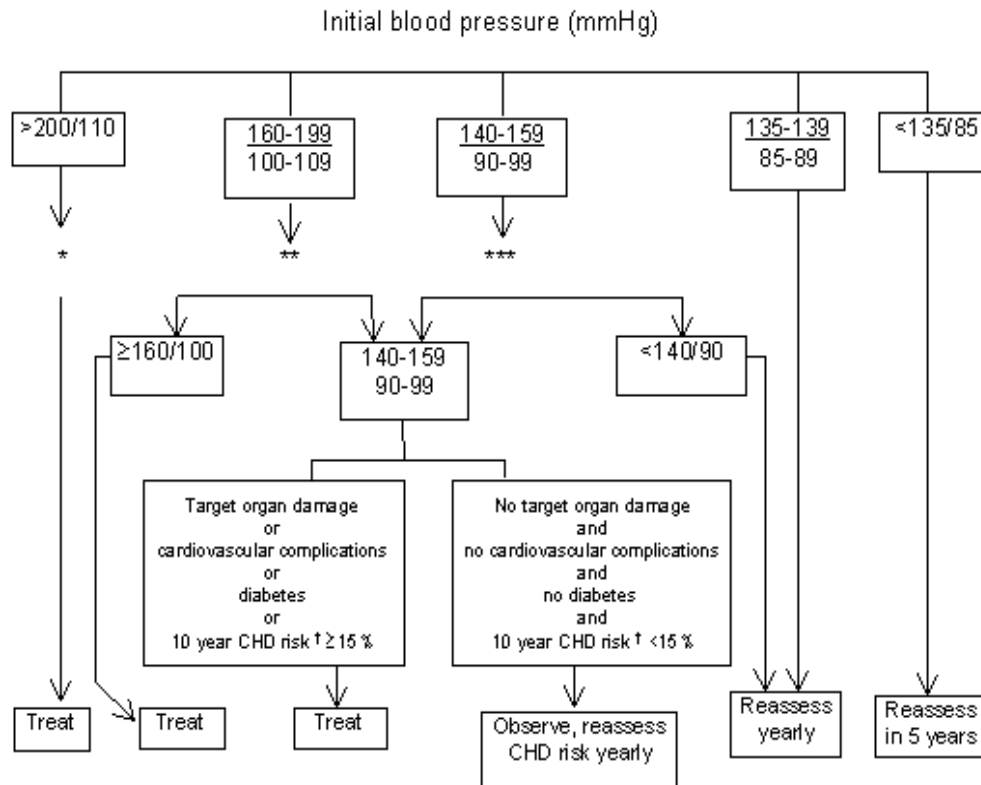 Initial blood pressure (mmHg)
>200/110
160-199
100-109
140-159
90-99
135-139
85-89
<135/85
*
**
***
≥160/100
140-159
90-99
<140/90
Target organ damage
or
cardiovascular complications
or
diabetes
or
10 year CHD risk † ≥ 15 %
No target organ damage
and
no cardiovascular complications
and
no diabetes
and
10 year CHD risk † <15 %
Treat
Treat
Treat
Observe, reassess
CHD risk yearly
Reassess
yearly
Reassess
in 5 years